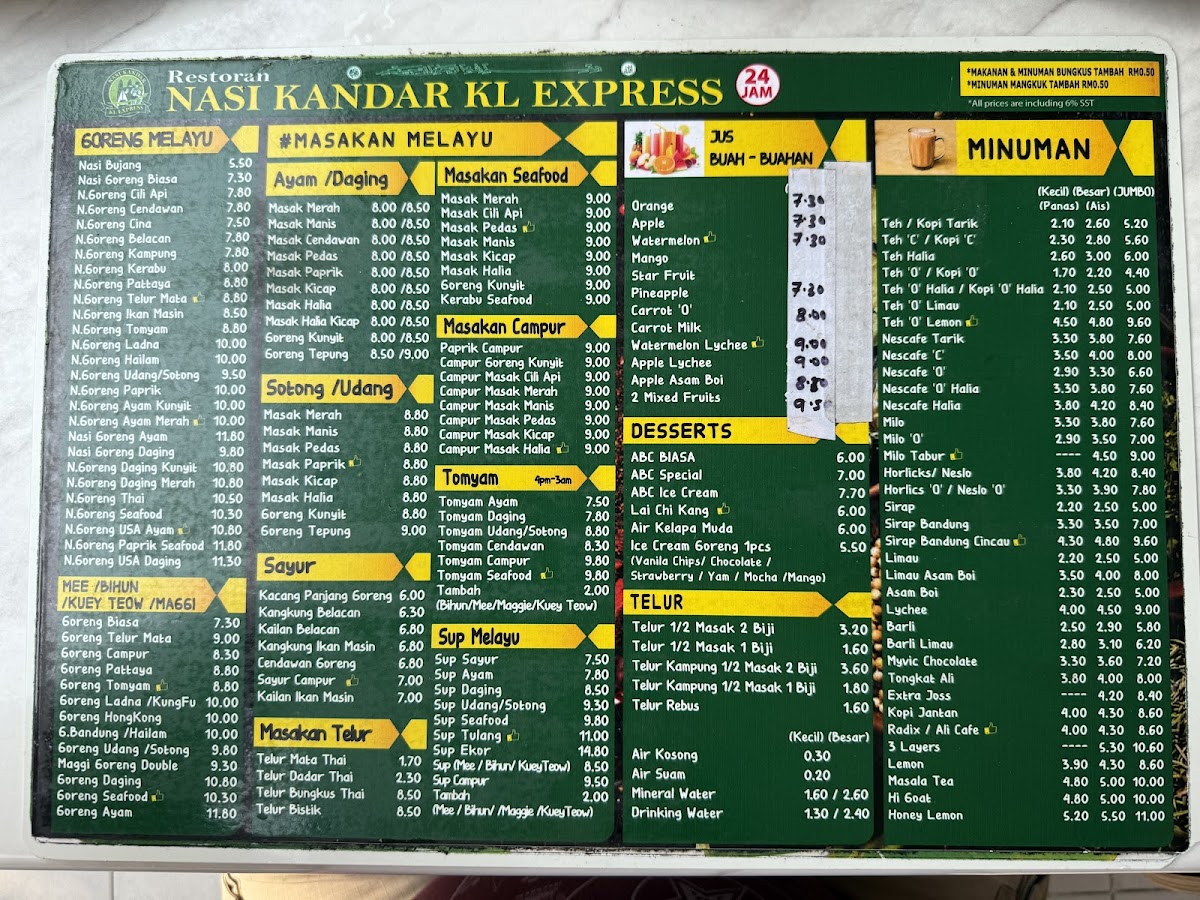 NASI KANDAR
KL EXPRESS
Restoran
NASI KANDAR KL EXPRESS
24 JAM
*MAKANAN & MINUMAN BUNGKUS TAMBAH RM0.50
*MINUMAN MANGKUK TAMBAH RM0.50
*All prices are including 6% SST
GORENG MELAYU
Nasi Bujang 5.50
Nasi Goreng Biasa 7.30
N.Goreng Cili Api 7.80
N.Goreng Cendawan 7.80
N.Goreng Cina 7.50
N.Goreng Belacan 7.80
N.Goreng Kampung 7.80
N.Goreng Kerabu 8.00
N.Goreng Pattaya 8.80
N.Goreng Telur Mata 8.80
N.Goreng Ikan Masin 8.50
N.Goreng Tomyam 8.80
N.Goreng Ladna 10.00
N.Goreng Hailam 10.00
N.Goreng Udang/Sotong 9.50
N.Goreng Paprik 10.00
N.Goreng Ayam Kunyit 10.00
N.Goreng Ayam Merah 10.00
Nasi Goreng Ayam 11.80
Nasi Goreng Daging 9.80
N.Goreng Daging Kunyit 10.80
N.Goreng Daging Merah 10.80
N.Goreng Thai 10.50
N.Goreng Seafood 10.30
N.Goreng USA Ayam 10.80
N.Goreng Paprik Seafood 11.80
N.Goreng USA Daging 11.30
MEE /BIHUN
/KUEY TEOW /MAGGI
Goreng Biasa 7.30
Goreng Telur Mata 9.00
Goreng Campur 8.30
Goreng Pattaya 8.80
Goreng Tomyam 8.80
Goreng Ladna /KungFu 10.00
Goreng HongKong 10.00
G.Bandung /Hailam 10.00
Goreng Udang /Sotong 9.80
Maggi Goreng Double 9.30
Goreng Daging 10.80
Goreng Seafood 10.30
Goreng Ayam 11.80
#MASAKAN MELAYU
Ayam /Daging
Masak Merah 8.00 /8.50
Masak Manis 8.00 /8.50
Masak Cendawan 8.00 /8.50
Masak Pedas 8.00 /8.50
Masak Paprik 8.00 /8.50
Masak Kicap 8.00 /8.50
Masak Halia 8.00 /8.50
Masak Halia Kicap 8.00 /8.50
Goreng Kunyit 8.00 /8.50
Goreng Tepung 8.50 /9.00
Sotong /Udang
Masak Merah 8.80
Masak Manis 8.80
Masak Pedas 8.80
Masak Paprik 8.80
Masak Kicap 8.80
Masak Halia 8.80
Goreng Kunyit 8.80
Goreng Tepung 9.00
Sayur
Kacang Panjang Goreng 6.00
Kangkung Belacan 6.30
Kailan Belacan 6.80
Kangkung Ikan Masin 6.80
Cendawan Goreng 6.80
Sayur Campur 7.00
Kailan Ikan Masin 7.00
Masakan Telur
Telur Mata Thai 1.70
Telur Dadar Thai 2.30
Telur Bungkus Thai 8.50
Telur Bistik 8.50
Masakan Seafood
Masak Merah 9.00
Masak Cili Api 9.00
Masak Pedas 9.00
Masak Manis 9.00
Masak Kicap 9.00
Masak Halia 9.00
Goreng Kunyit 9.00
Kerabu Seafood 9.00
Masakan Campur
Paprik Campur 9.00
Campur Goreng Kunyit 9.00
Campur Masak Cili Api 9.00
Campur Masak Merah 9.00
Campur Masak Manis 9.00
Campur Masak Pedas 9.00
Campur Masak Kicap 9.00
Campur Masak Halia 9.00
Tomyam 4pm-3am
Tomyam Ayam 7.50
Tomyam Daging 7.80
Tomyam Udang/Sotong 8.80
Tomyam Cendawan 8.30
Tomyam Campur 9.80
Tomyam Seafood 9.80
Tambah 2.00
(Bihun/Mee/Maggie/Kuey Teow)
Sup Melayu
Sup Sayur 7.50
Sup Ayam 7.80
Sup Daging 8.50
Sup Udang/Sotong 9.30
Sup Seafood 9.80
Sup Tulang 11.00
Sup Ekor 14.80
Sup (Mee / Bihun/ KueyTeow) 8.50
Sup Campur 9.50
Tambah 2.00
(Mee / Bihun/ /Maggie /KueyTeow)
JUS
BUAH - BUAHAN
Orange 7.30
Apple 7.30
Watermelon 7.30
Mango
Star Fruit
Pineapple 7.30
Carrot 'O' 8.00
Carrot Milk
Watermelon Lychee 9.00
Apple Lychee 9.00
Apple Asam Boi 8.80
2 Mixed Fruits 9.50
DESSERTS
ABC BIASA 6.00
ABC Special 7.00
ABC Ice Cream 7.70
Lai Chi Kang 6.00
Air Kelapa Muda 6.00
Ice Cream Goreng 1pcs 5.50
(Vanila Chips/ Chocolate /
Strawberry / Yam / Mocha /Mango)
TELUR
Telur 1/2 Masak 2 Biji 3.20
Telur 1/2 Masak 1 Biji 1.60
Telur Kampung 1/2 Masak 2 Biji 3.60
Telur Kampung 1/2 Masak 1 Biji 1.80
Telur Rebus 1.60
(Kecil) (Besar)
Air Kosong 0.30
Air Suam 0.20
Mineral Water 1.60 / 2.60
Drinking Water 1.30 / 2.40
MINUMAN
(Kecil) (Besar) (JUMBO)
(Panas) (Ais)
Teh / Kopi Tarik 2.10 2.60 5.20
Teh 'C' / Kopi 'C' 2.30 2.80 5.60
Teh Halia 2.60 3.00 6.00
Teh 'O' / Kopi 'O' 1.70 2.20 4.40
Teh 'O' Halia / Kopi 'O' Halia 2.10 2.50 5.00
Teh 'O' Limau 2.10 2.50 5.00
Teh 'O' Lemon 4.50 4.80 9.60
Nescafe Tarik 3.30 3.80 7.60
Nescafe 'C' 3.50 4.00 8.00
Nescafe 'O' 2.90 3.30 6.60
Nescafe 'O' Halia 3.30 3.80 7.60
Nescafe Halia 3.80 4.20 8.40
Milo 3.30 3.80 7.60
Milo 'O' 2.90 3.50 7.00
Milo Tabur ---- 4.50 9.00
Horlicks/ Neslo 3.80 4.20 8.40
Horlics 'O' / Neslo 'O' 3.30 3.90 7.80
Sirap 2.20 2.50 5.00
Sirap Bandung 3.30 3.50 7.00
Sirap Bandung Cincau 4.30 4.80 9.60
Limau 2.20 2.50 5.00
Limau Asam Boi 3.50 4.00 8.00
Asam Boi 2.30 2.50 5.00
Lychee 4.00 4.50 9.00
Barli 2.50 2.90 5.80
Barli Limau 2.80 3.10 6.20
Myvic Chocolate 3.30 3.60 7.20
Tongkat Ali 3.80 4.00 8.00
Extra Joss ---- 4.20 8.40
Kopi Jantan 4.00 4.30 8.60
Radix / Ali Cafe 4.00 4.30 8.60
3 Layers ---- 5.30 10.60
Lemon 3.90 4.30 8.60
Masala Tea 4.80 5.00 10.00
Hi Goat 4.80 5.00 10.00
Honey Lemon 5.20 5.50 11.00